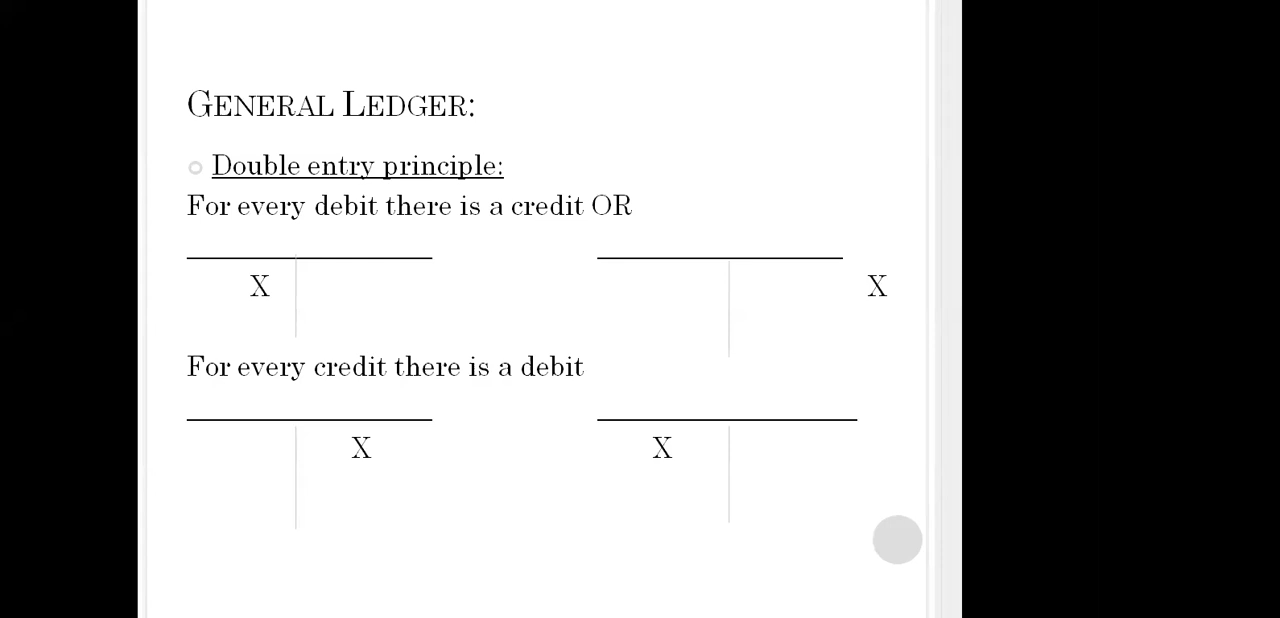 GENERAL LEDGER:
Double entry principle:
For every debit there is a credit OR
X X
For every credit there is a debit
X X